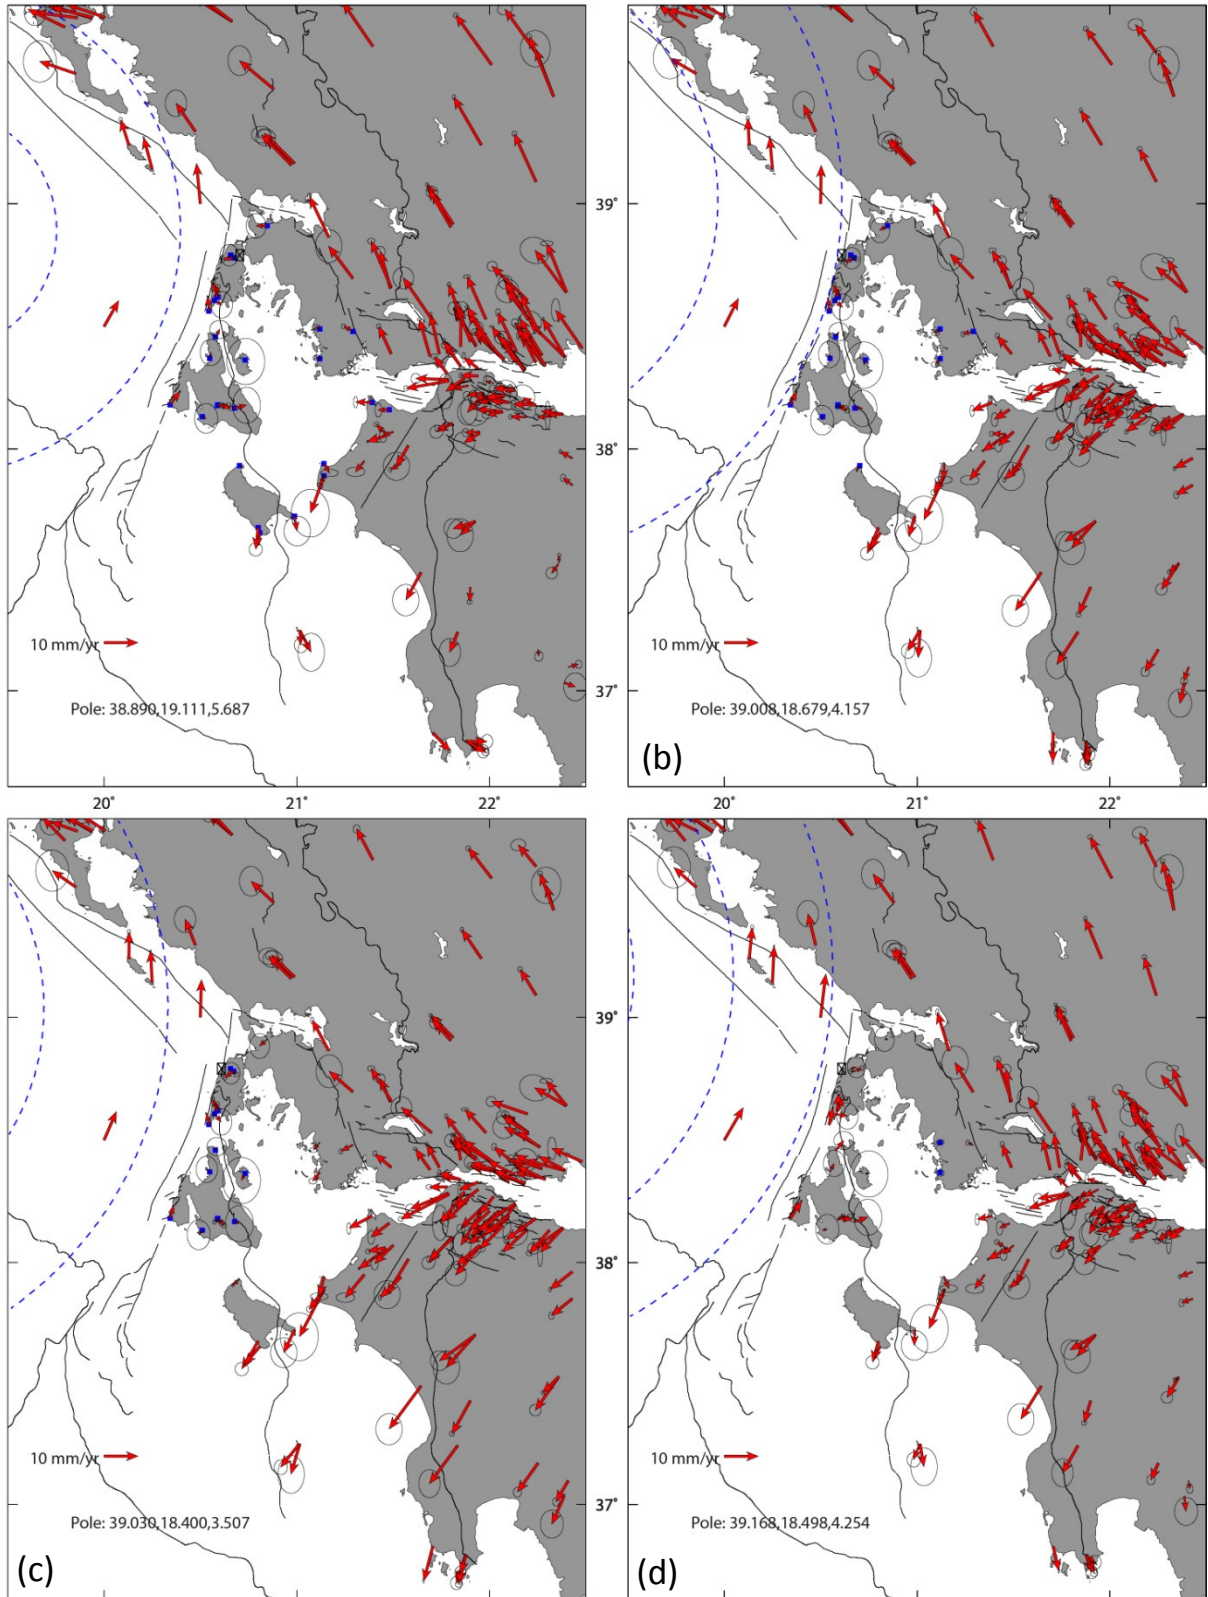 39°
38°
37°
10 mm/yr
10 mm/yr
Pole: 38.890,19.111,5.687
Pole: 39.008,18.679,4.157
(b)
20°
21°
22°
20°
21°
22°
39°
38°
37°
10 mm/yr
10 mm/yr
Pole: 39.030,18.400,3.507
Pole: 39.168,18.498,4.254
(c)
(d)